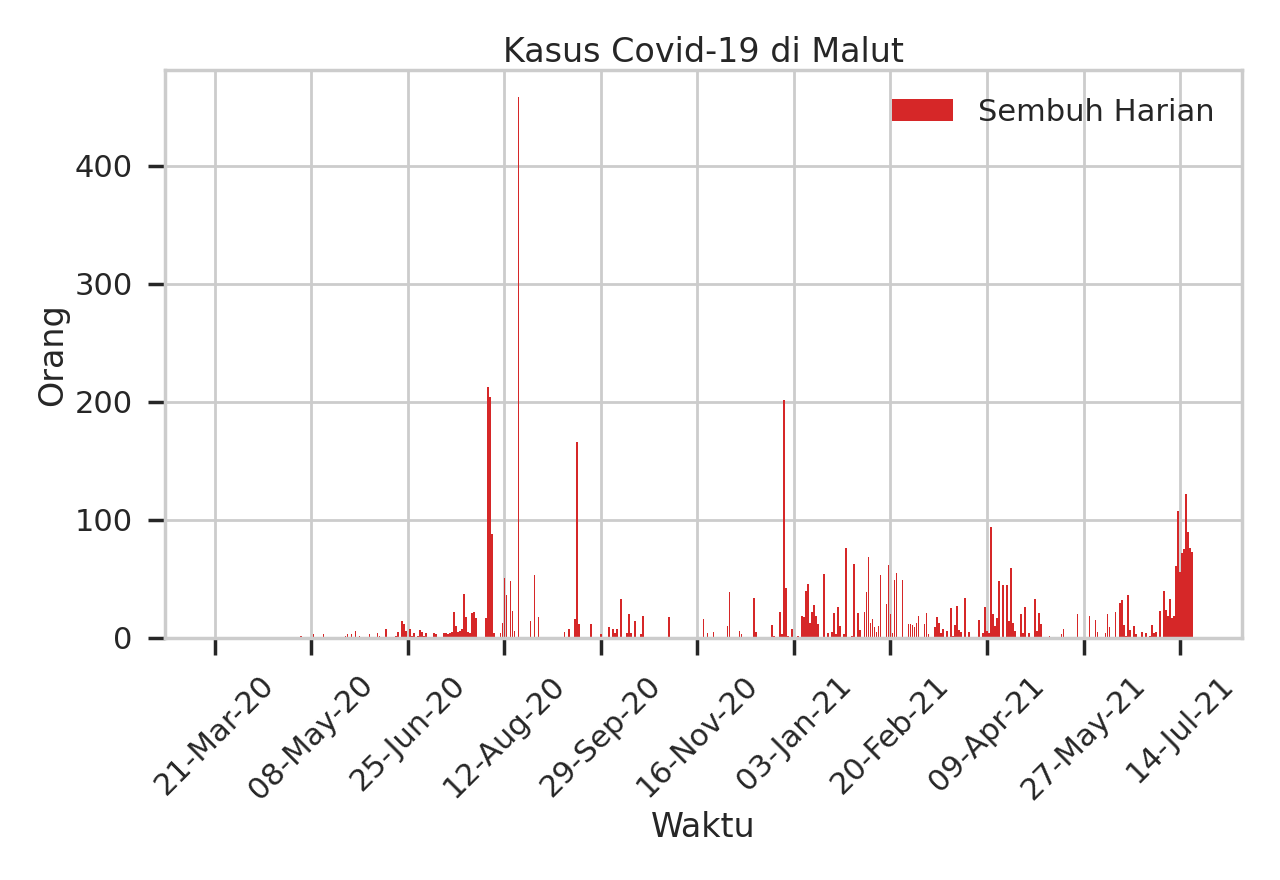 Kasus Covid-19 di Malut
Sembuh Harian
Orang
400
300
200
100
0
21-Mar-20
08-May-20
25-Jun-20
12-Aug-20
29-Sep-20
16-Nov-20
03-Jan-21
20-Feb-21
09-Apr-21
27-May-21
14-Jul-21
Waktu